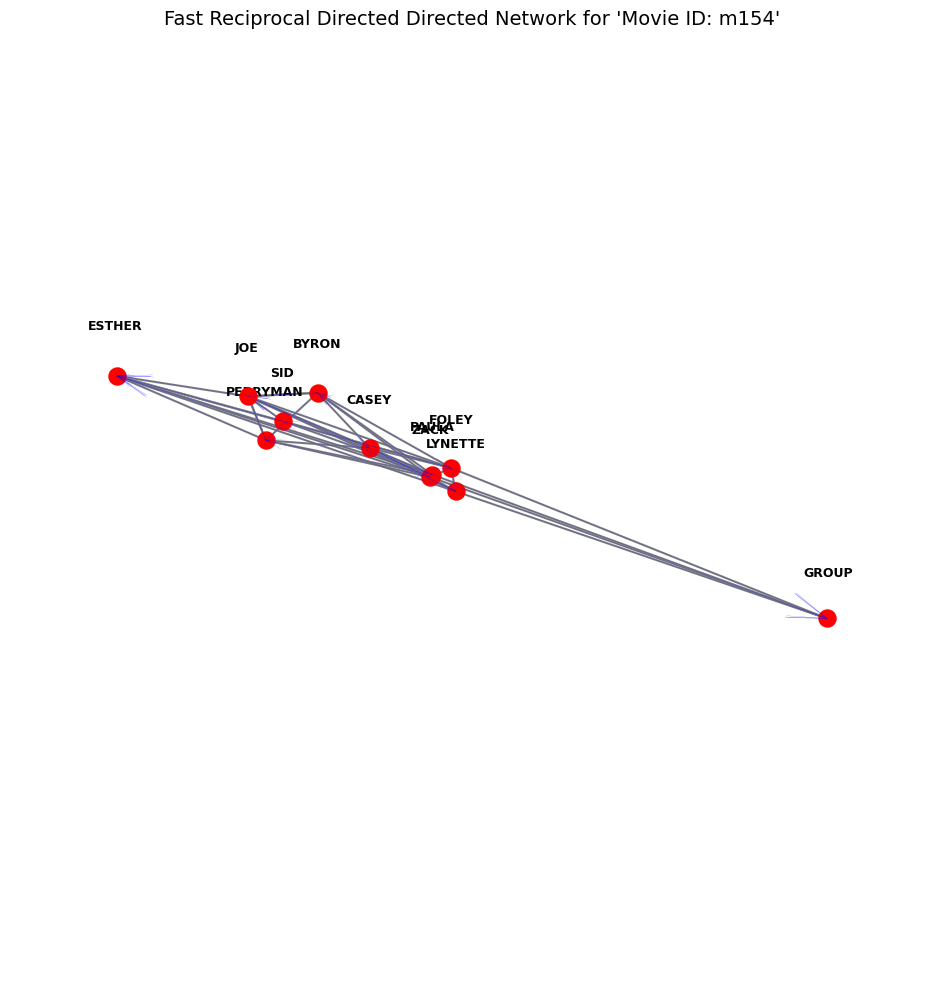 Fast Reciprocal Directed Directed Network for 'Movie ID: m154'
ESTHER
BYRON
JOE
SID
PERRYMAN
CASEY
FOLEY
PAULA
ZACK
LYNETTE
GROUP